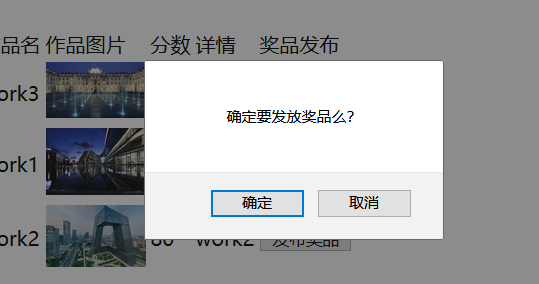 品名 作品图片 分数 详情 奖品发布
ork3
确定要发放奖品么?
ork1
确定 取消
ork2 80 work2 发布奖品